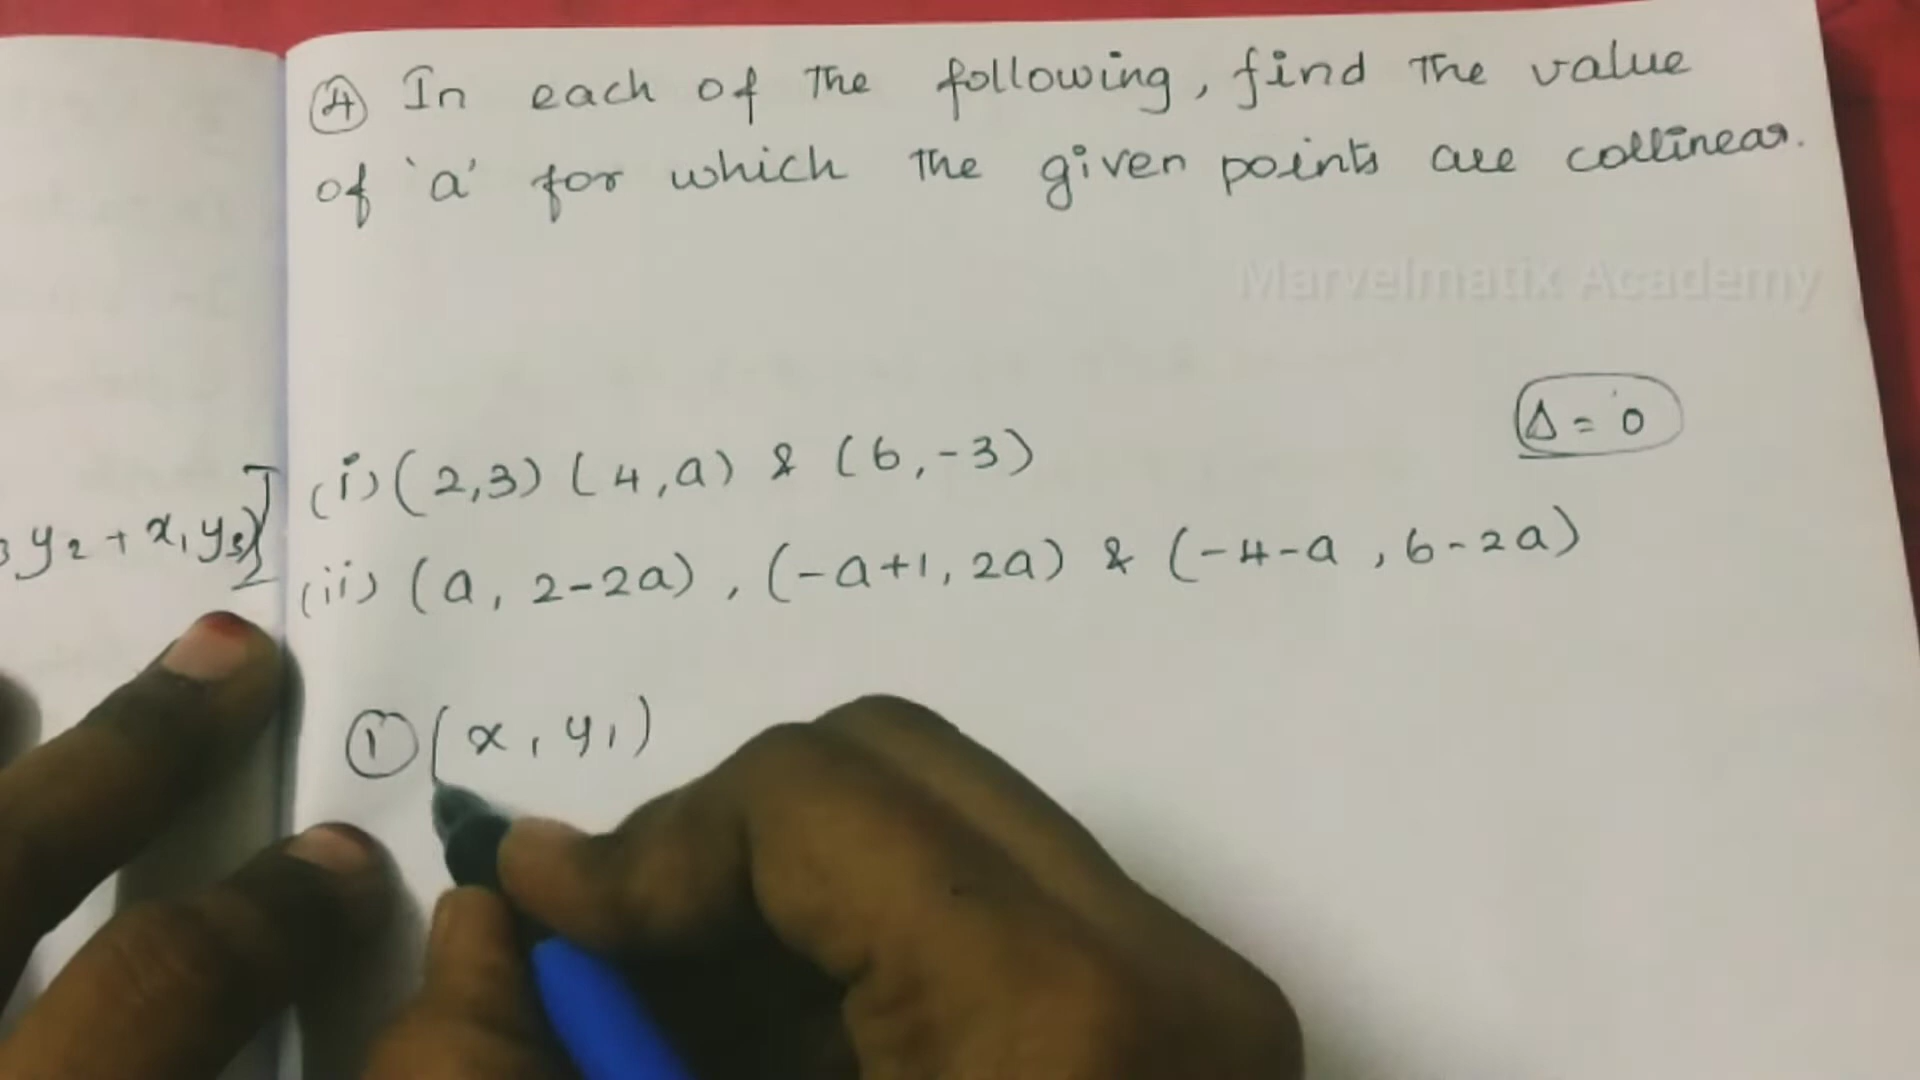 ④ In each of The following, find The value
of 'a' for which The given points are collinear.
Marvelmatix Academy
Δ = 0
(i) (2,3) (4,a) & (6,-3)
y₂ + x₁y₃)]
(ii) (a, 2-2a), (-a+1, 2a) & (-4-a, 6-2a)
① (x, y₁)